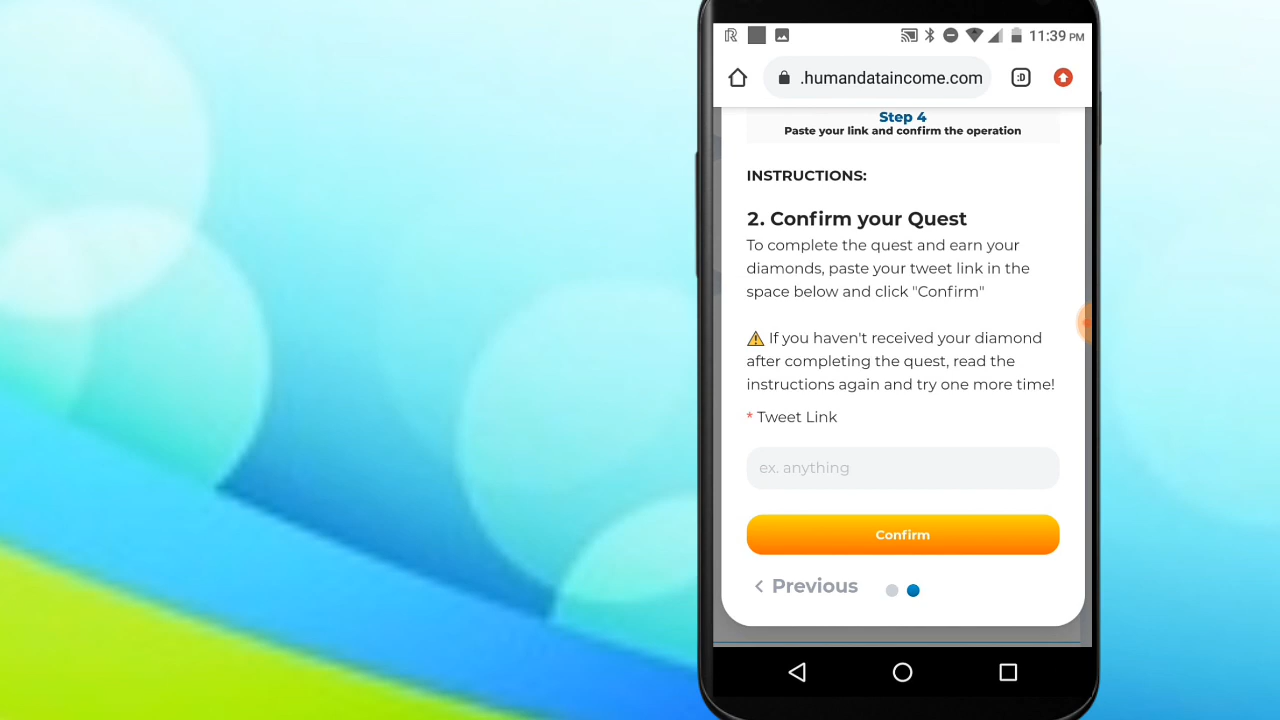 11:39 PM
.humandataincome.com
:D
Step 4
Paste your link and confirm the operation
INSTRUCTIONS:
2. Confirm your Quest
To complete the quest and earn your
diamonds, paste your tweet link in the
space below and click "Confirm"
⚠️ If you haven't received your diamond
after completing the quest, read the
instructions again and try one more time!
* Tweet Link
ex. anything
Confirm
< Previous